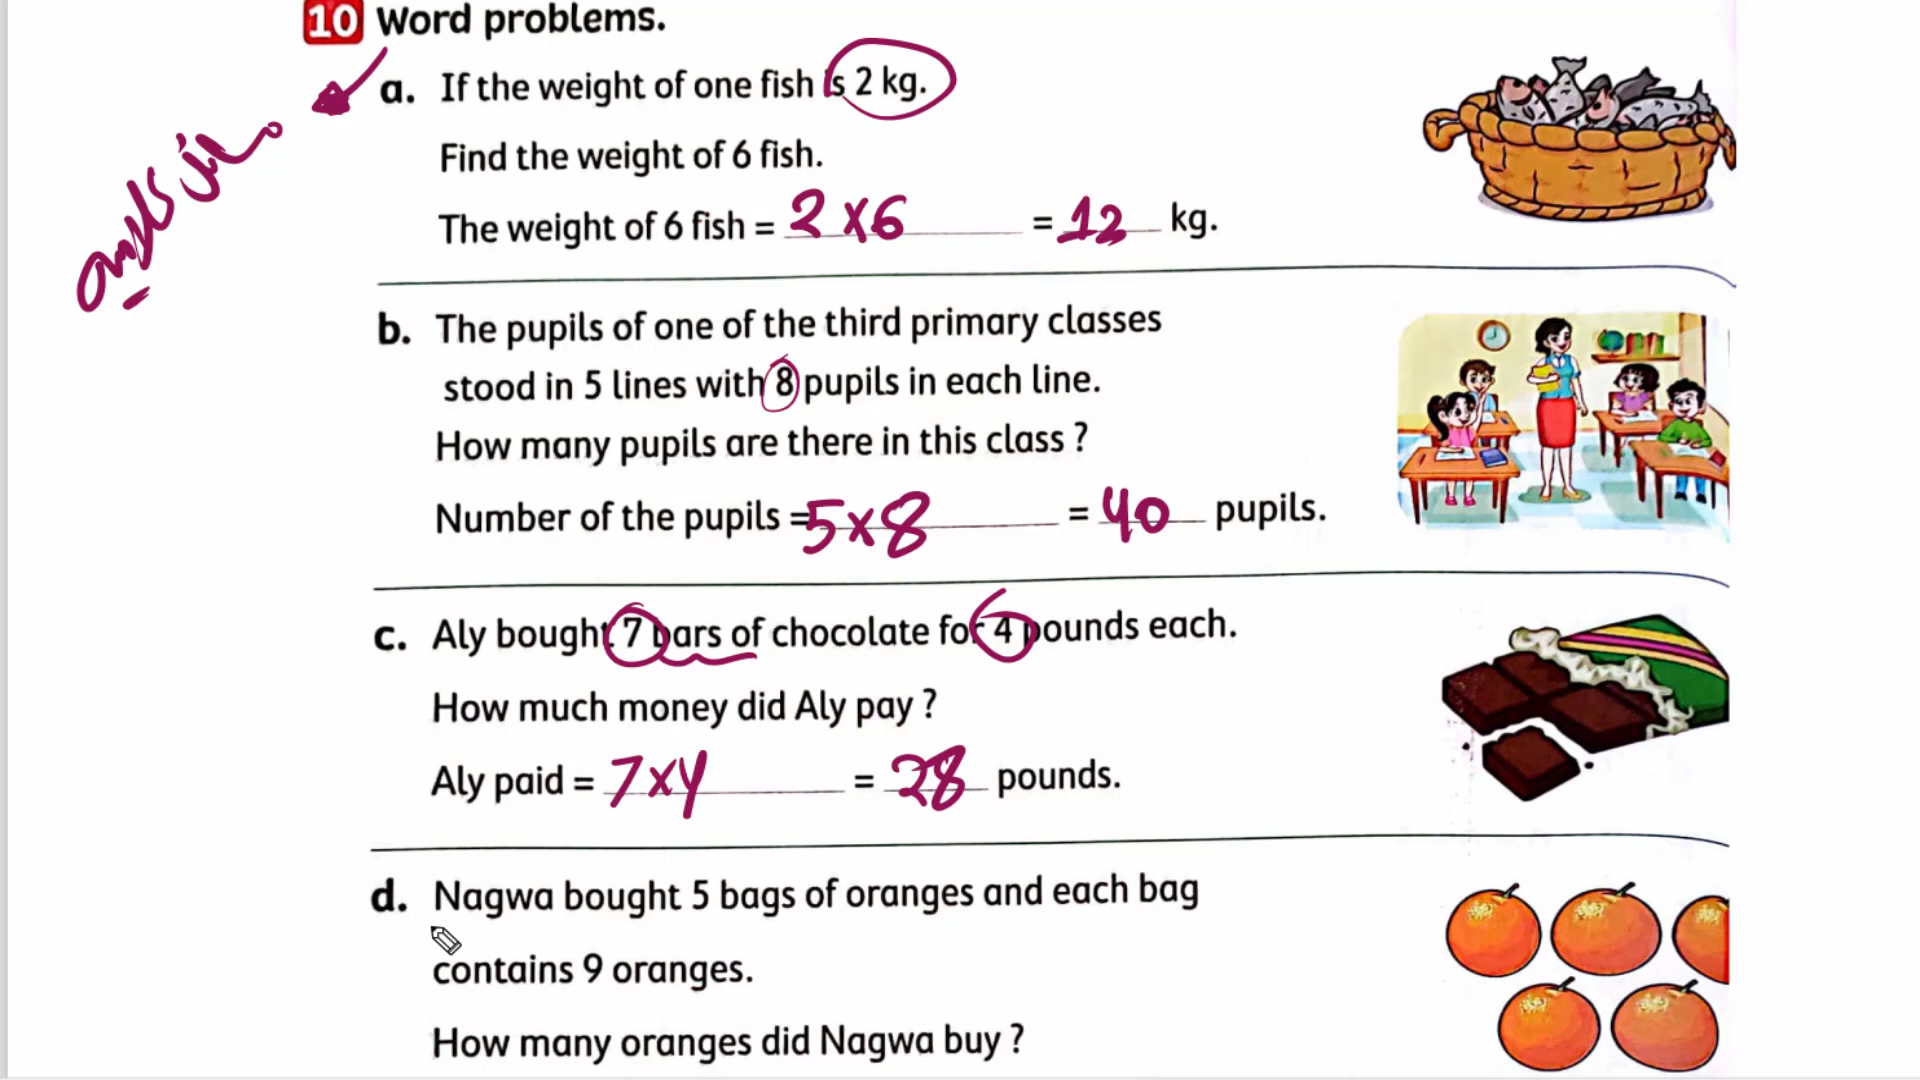 10 Word problems.
a. If the weight of one fish is 2 kg.
Find the weight of 6 fish.
The weight of 6 fish = 2 x 6 = 12 kg.
b. The pupils of one of the third primary classes
stood in 5 lines with 8 pupils in each line.
How many pupils are there in this class ?
Number of the pupils = 5 x 8 = 40 pupils.
c. Aly bought 7 bars of chocolate for 4 pounds each.
How much money did Aly pay ?
Aly paid = 7 x 4 = 28 pounds.
d. Nagwa bought 5 bags of oranges and each bag
contains 9 oranges.
How many oranges did Nagwa buy ?